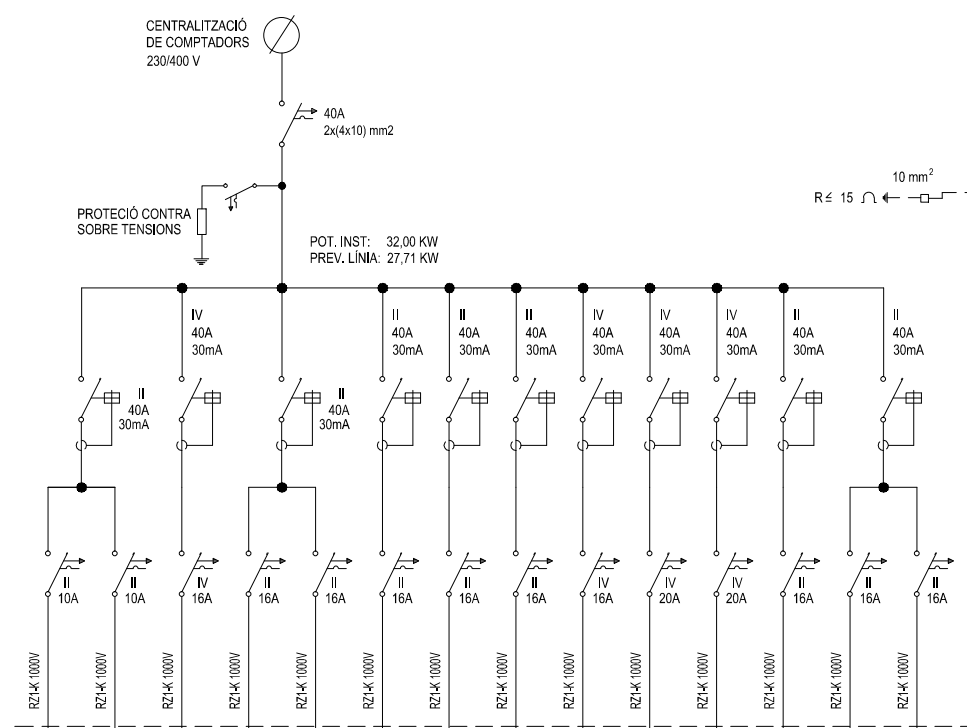 CENTRALITZACIÓ
DE COMPTADORS
230/400 V
40A
2x(4x10) mm2
10 mm²
R≤ 15
PROTECIÓ CONTRA
SOBRE TENSIONS
POT. INST: 32,00 KW
PREV. LÍNIA: 27,71 KW
IV
40A
30mA
II
40A
30mA
II
40A
30mA
II
40A
30mA
IV
40A
30mA
IV
40A
30mA
IV
40A
30mA
II
40A
30mA
II
40A
30mA
II
40A
30mA
II
40A
30mA
II
10A
II
10A
IV
16A
II
16A
II
16A
II
16A
II
16A
II
16A
IV
16A
IV
20A
IV
20A
II
16A
II
16A
II
16A
RZ1-K 1000V
RZ1-K 1000V
RZ1-K 1000V
RZ1-K 1000V
RZ1-K 1000V
RZ1-K 1000V
RZ1-K 1000V
RZ1-K 1000V
RZ1-K 1000V
RZ1-K 1000V
RZ1-K 1000V
RZ1-K 1000V
RZ1-K 1000V
RZ1-K 1000V